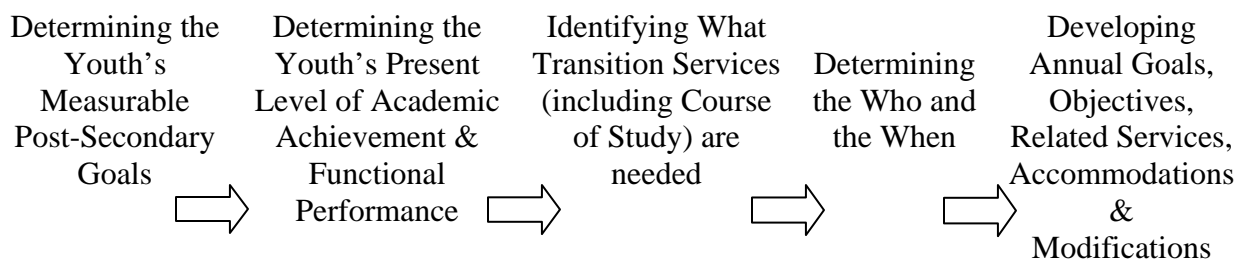 Determining the
Youth's
Measurable
Post-Secondary
Goals
Determining the
Youth's Present
Level of Academic
Achievement &
Functional
Performance
Identifying What
Transition Services
(including Course
of Study) are
needed
Determining
the Who and
the When
Developing
Annual Goals,
Objectives,
Related Services,
Accommodations
&
Modifications